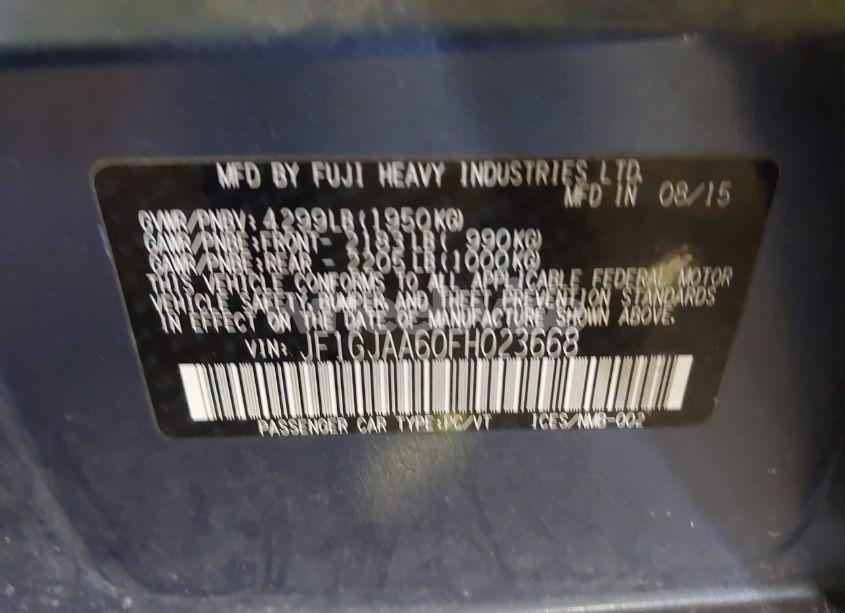 MFD BY FUJI HEAVY INDUSTRIES LTD.
MFD IN 08/15
GVWR/PNBV: 4299LB(1950KG)
GAWR/PNBE:FRONT- 2183LB( 990KG)
GAWR/PNBE:REAR - 2205LB(1000KG)
THIS VEHICLE CONFORMS TO ALL APPLICABLE FEDERAL MOTOR
VEHICLE SAFETY, BUMPER, AND THEFT PREVENTION STANDARDS
IN EFFECT ON THE DATE OF MANUFACTURE SHOWN ABOVE.
VIN: JF1GJAA60FH023668
PASSENGER CAR TYPE:PC/VT ICES/NMB-002